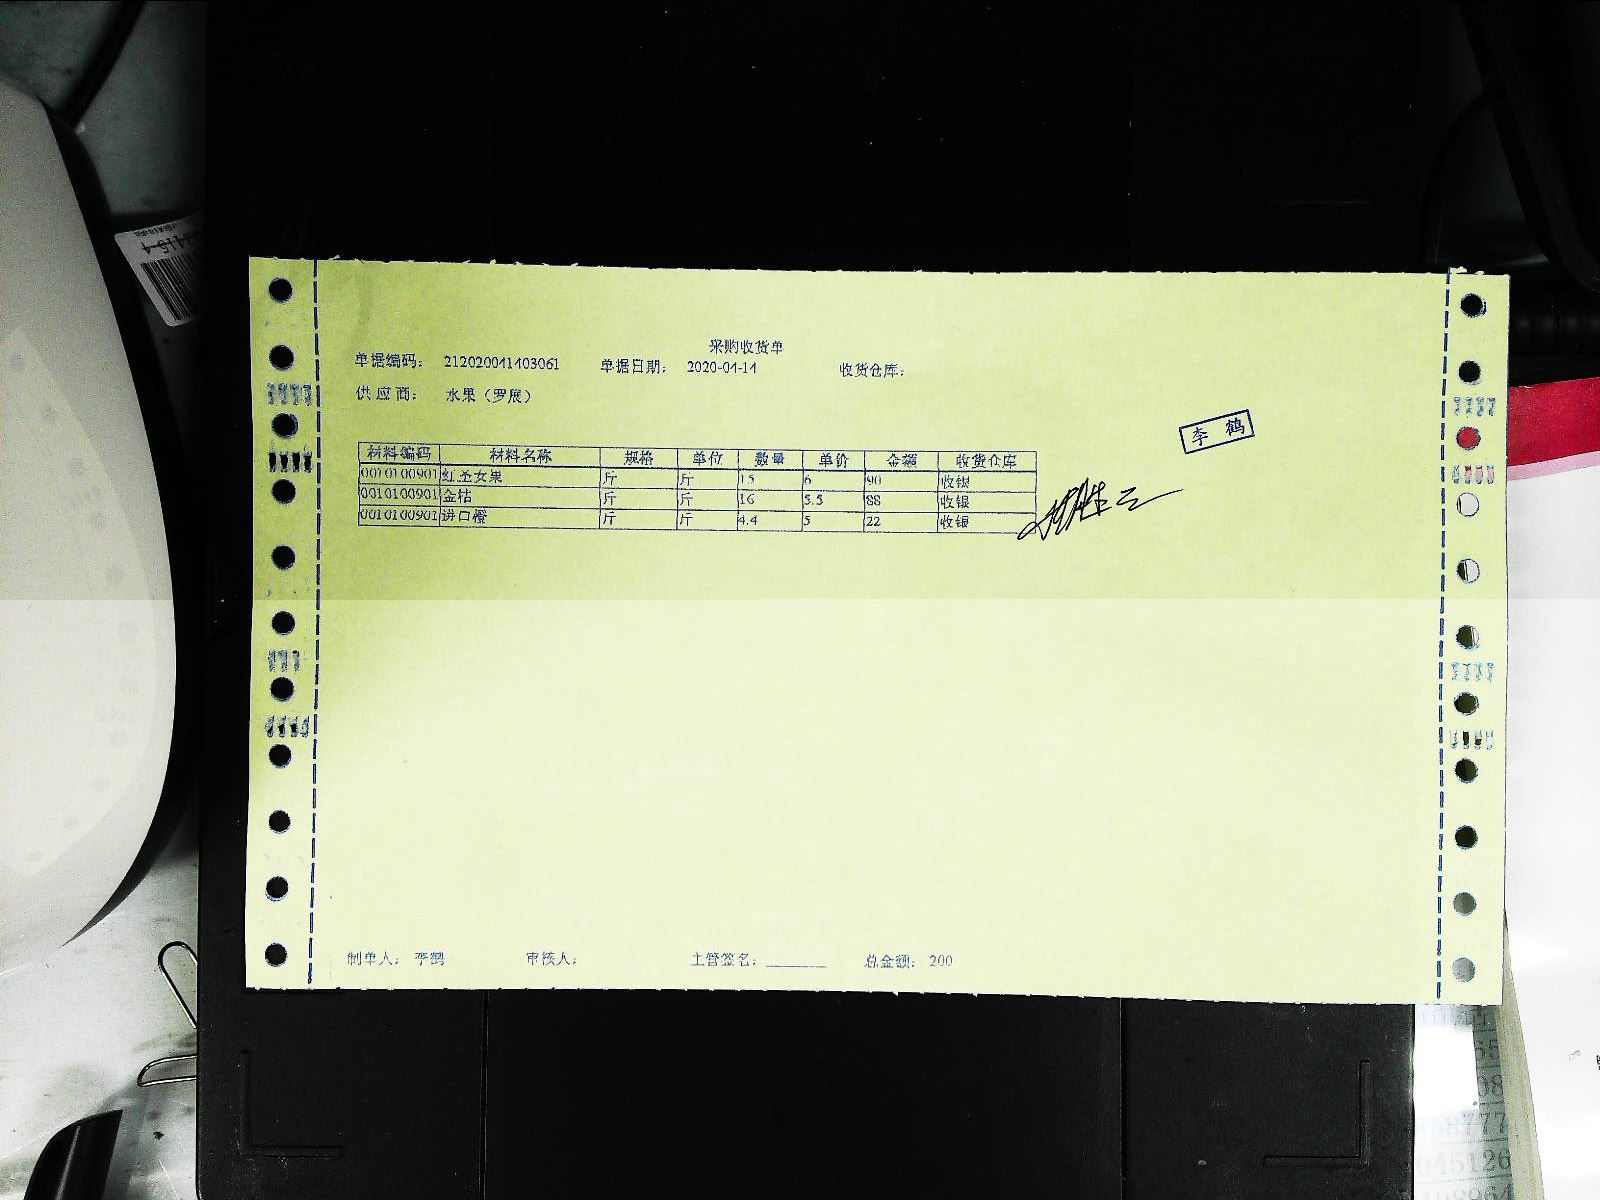 采购收货单
单据编码： 212020041403061 单据日期： 2020-04-14 收货仓库：
供 应 商： 水果（罗展）
李 鹤
材料编码 材料名称 规格 单位 数量 单价 金额 收货仓库
0010100901 红圣女果 斤 斤 15 6 90 收银
0010100901 金桔 斤 斤 16 5.5 88 收银
0010100901 进口橙 斤 斤 4.4 5 22 收银
制单人： 李鹤 审核人： 主管签名：______ 总金额： 200
045126